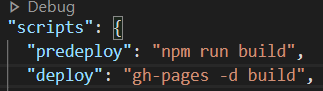 Debug
"scripts": {
"predeploy": "npm run build",
"deploy": "gh-pages -d build",